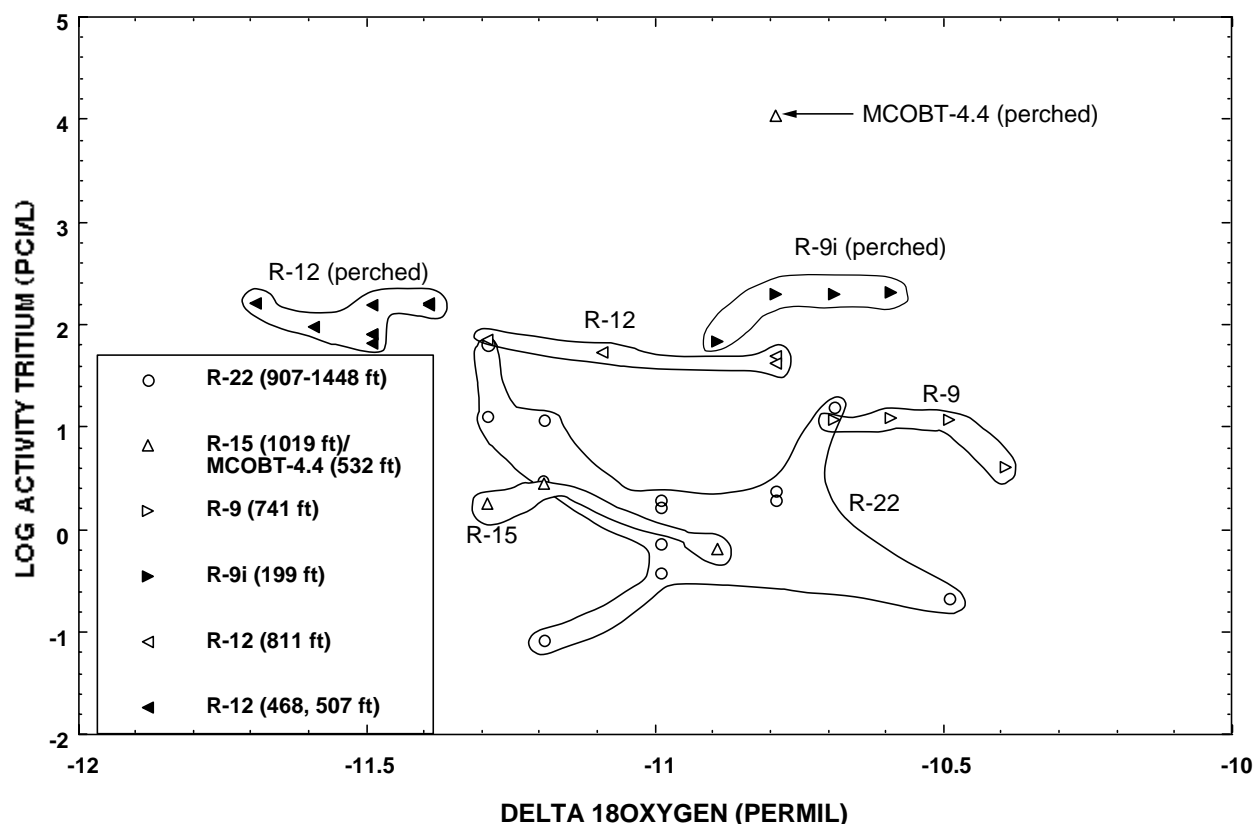 5
4
3
2
1
0
-1
-2
LOG ACTIVITY TRITIUM (PCI/L)
MCOBT-4.4 (perched)
R-9i (perched)
R-12 (perched)
R-12
R-9
R-22
R-15
R-22 (907-1448 ft)
R-15 (1019 ft)/
MCOBT-4.4 (532 ft)
R-9 (741 ft)
R-9i (199 ft)
R-12 (811 ft)
R-12 (468, 507 ft)
-12
-11.5
-11
-10.5
-10
DELTA 18OXYGEN (PERMIL)